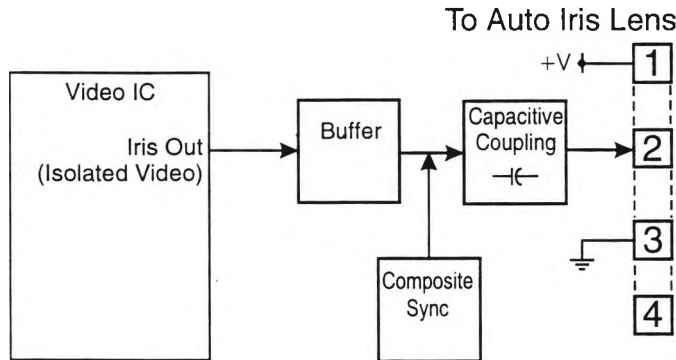 To Auto Iris Lens
+V
1
Video IC
Iris Out
(Isolated Video)
Buffer
Capacitive
Coupling
2
3
Composite
Sync
4